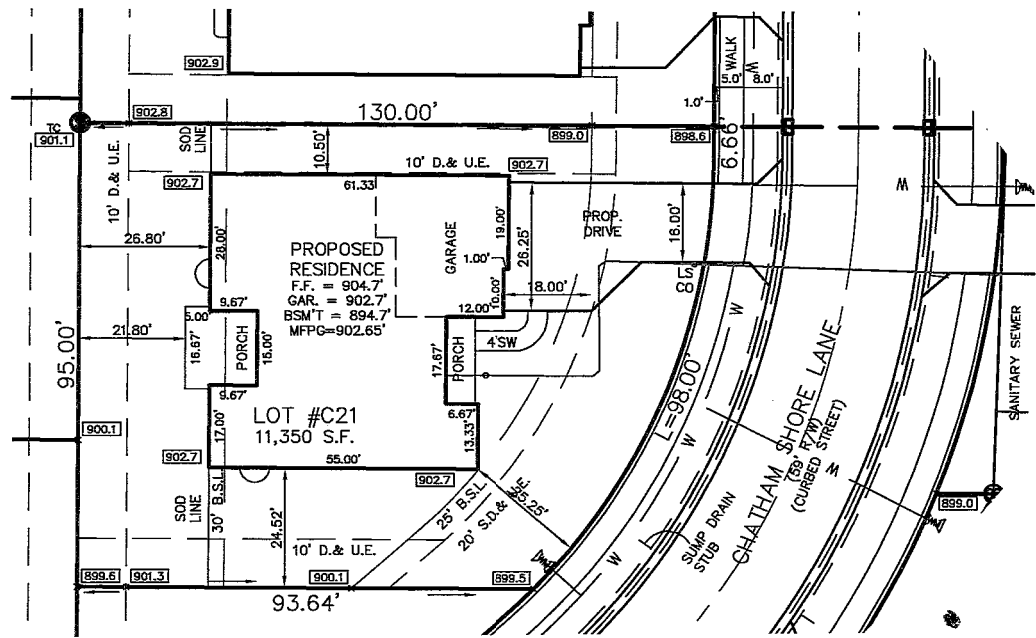 902.9
WALK
W
5.0'
8.0'
1.0'
130.00'
902.8
TC
901.1
SOD
LINE
10.50'
899.0
898.6
6.66'
10' D.& U.E.
902.7
10' D.& U.E.
902.7
61.33
W
26.80'
28.00'
PROPOSED
RESIDENCE
F.F. = 904.7'
GAR. = 902.7'
BSM'T = 894.7'
MFPG=902.65'
GARAGE
19.00'
1.00'
26.25'
PROP.
DRIVE
16.00'
LS
CO
10.00'
18.00'
12.00'
9.67'
5.00
21.80'
16.67'
PORCH
15.00'
9.67'
17.67'
PORCH
4'SW
6.67'
13.33'
95.00'
LOT #C21
11,350 S.F.
17.00'
900.1
902.7
55.00'
902.7
SOD
LINE
30' B.S.L.
24.52'
25' B.S.L.
20' S.D.&
25.25'
10' D.& U.E.
899.6
901.3
900.1
899.5
93.64'
L=98.00'
W
W
W
W
W
SUMP DRAIN
STUB
CHATHAM SHORE LANE
(59' R/W)
(CURBED STREET)
SANITARY SEWER
899.0